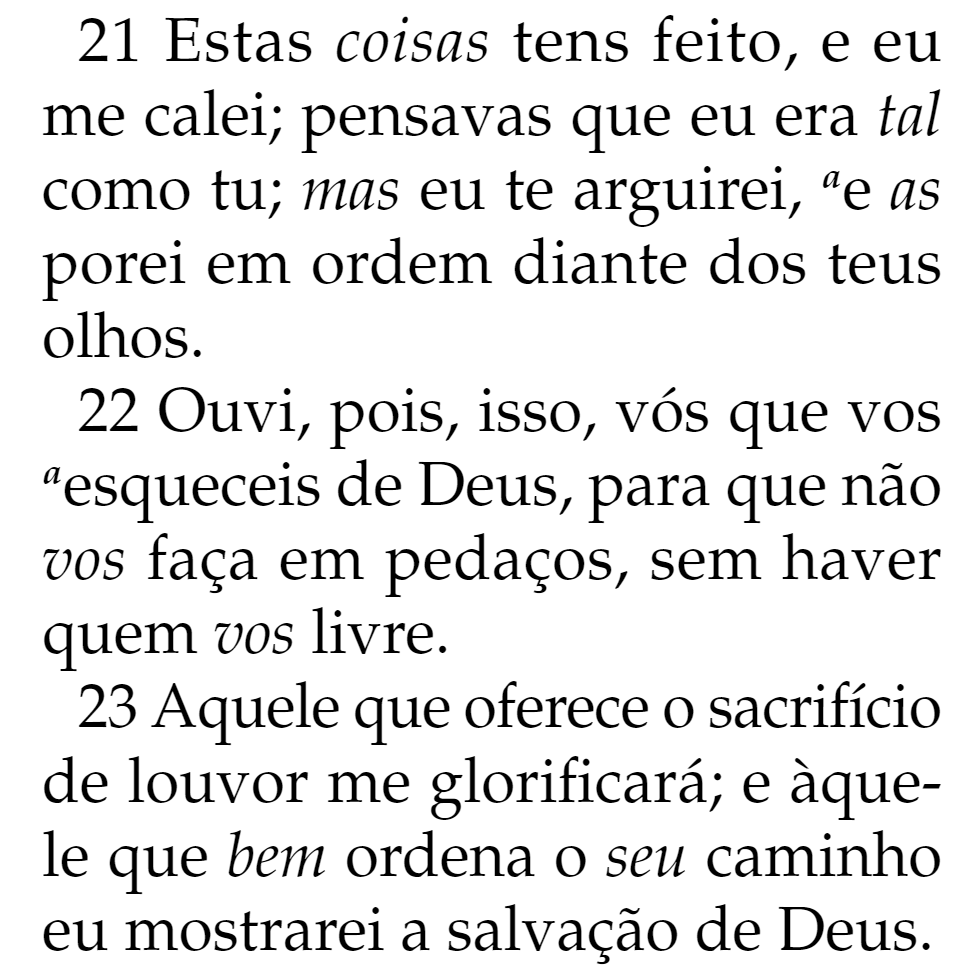 21 Estas coisas tens feito, e eu
me calei; pensavas que eu era tal
como tu; mas eu te arguirei, ᵃe as
porei em ordem diante dos teus
olhos.
22 Ouvi, pois, isso, vós que vos
ᵃesqueceis de Deus, para que não
vos faça em pedaços, sem haver
quem vos livre.
23 Aquele que oferece o sacrifício
de louvor me glorificará; e àque-
le que bem ordena o seu caminho
eu mostrarei a salvação de Deus.